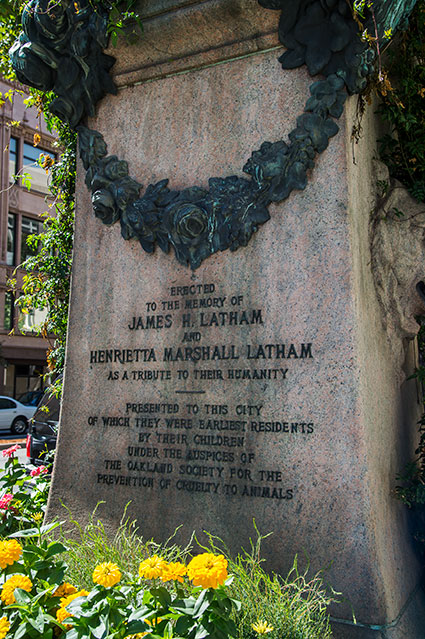 ERECTED
TO THE MEMORY OF
JAMES H. LATHAM
AND
HENRIETTA MARSHALL LATHAM
AS A TRIBUTE TO THEIR HUMANITY
PRESENTED TO THIS CITY
OF WHICH THEY WERE EARLIEST RESIDENTS
BY THEIR CHILDREN
UNDER THE AUSPICES OF
THE OAKLAND SOCIETY FOR THE
PREVENTION OF CRUELTY TO ANIMALS